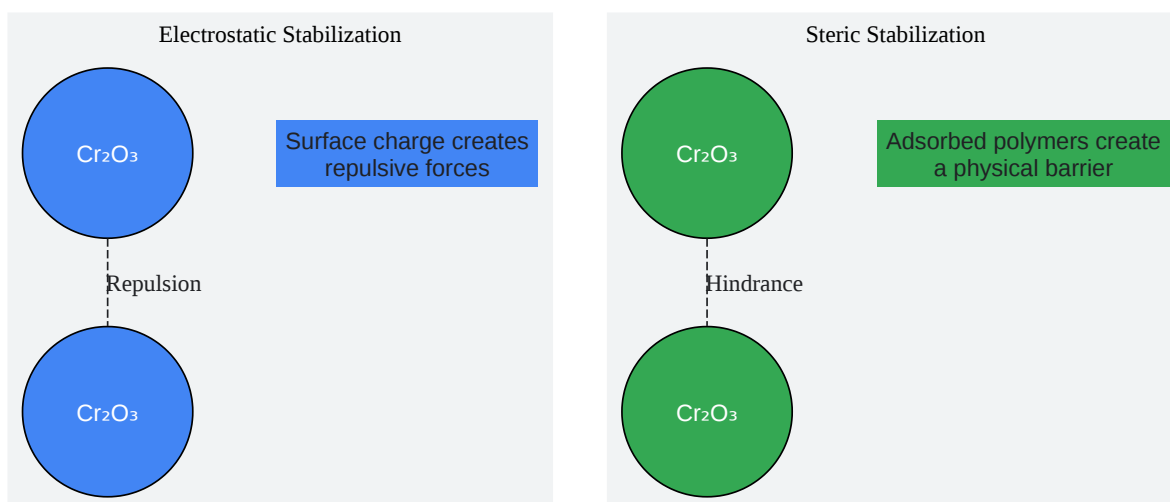 Electrostatic Stabilization
Cr₂O₃
Surface charge creates
repulsive forces
Repulsion
Cr₂O₃
Steric Stabilization
Cr₂O₃
Adsorbed polymers create
a physical barrier
Hindrance
Cr₂O₃